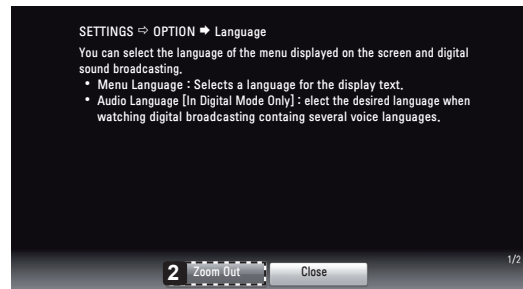 SETTINGS ⇨ OPTION ➡ Language
You can select the language of the menu displayed on the screen and digital
sound broadcasting.
• Menu Language : Selects a language for the display text.
• Audio Language [In Digital Mode Only] : elect the desired language when
watching digital broadcasting containg several voice languages.
1/2
2 Zoom Out Close